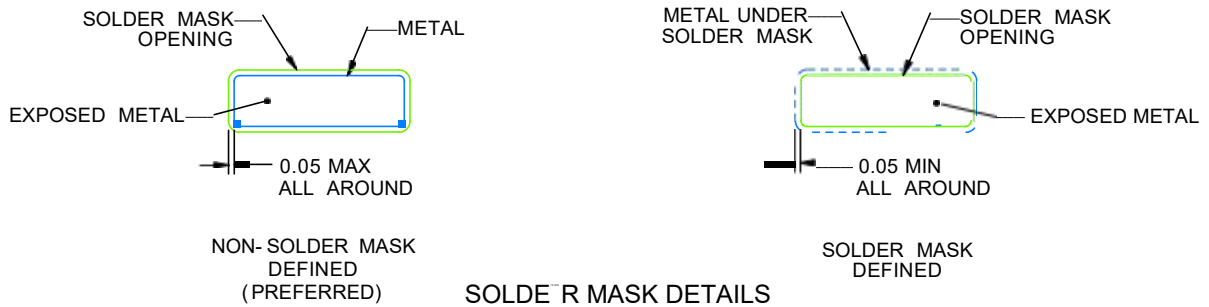 SOLDER MASK
OPENING
METAL
EXPOSED METAL
0.05 MAX
ALL AROUND
NON- SOLDER MASK
DEFINED
(PREFERRED)
METAL UNDER
SOLDER MASK
SOLDER MASK
OPENING
EXPOSED METAL
0.05 MIN
ALL AROUND
SOLDER MASK
DEFINED
SOLDE R MASK DETAILS